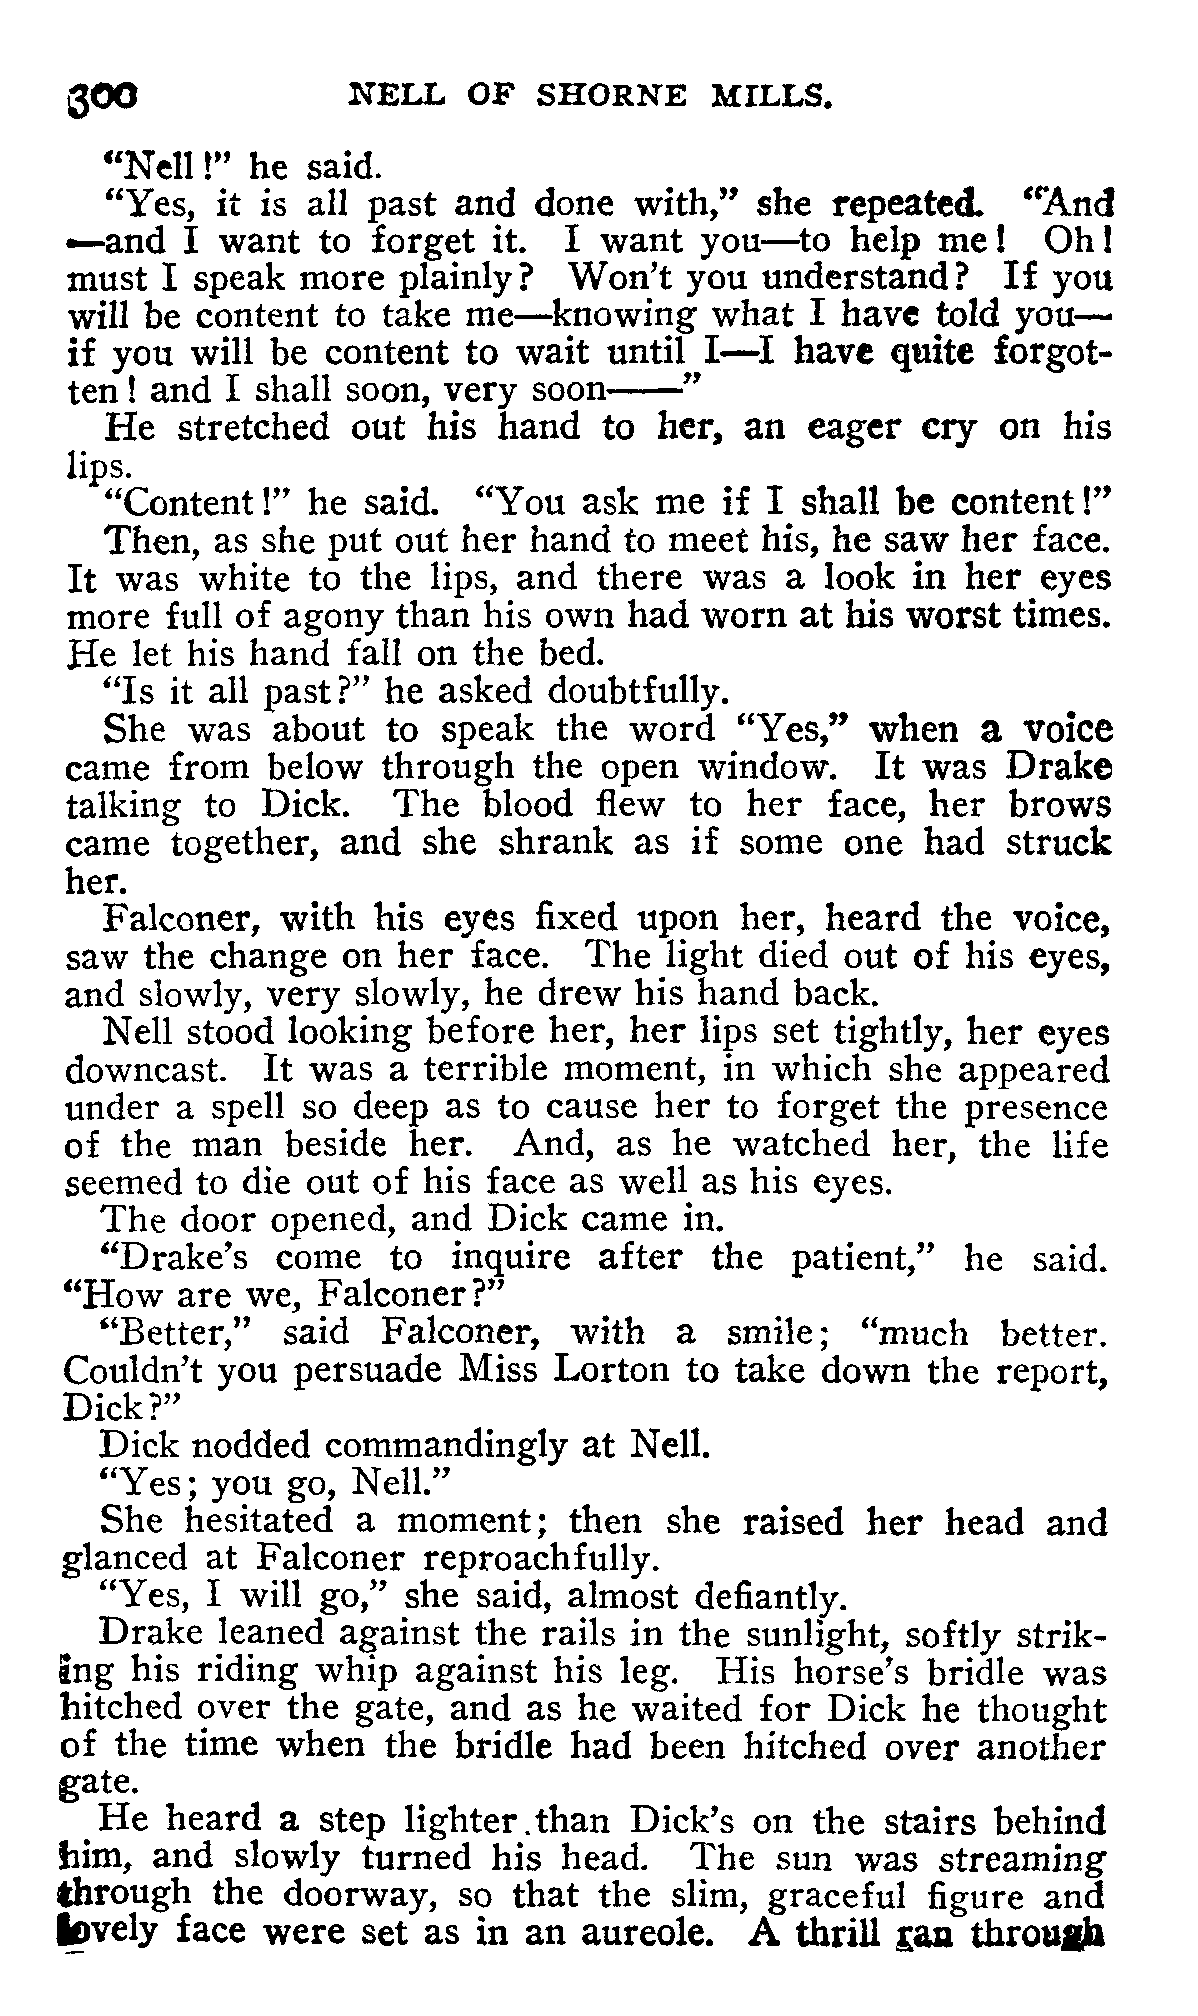 300 NELL OF SHORNE MILLS.
"Nell!" he said.
"Yes, it is all past and done with," she repeated. "And
—and I want to forget it. I want you—to help me! Oh!
must I speak more plainly? Won't you understand? If you
will be content to take me—knowing what I have told you—
if you will be content to wait until I—I have quite forgot-
ten! and I shall soon, very soon——"
He stretched out his hand to her, an eager cry on his
lips.
"Content!" he said. "You ask me if I shall be content!"
Then, as she put out her hand to meet his, he saw her face.
It was white to the lips, and there was a look in her eyes
more full of agony than his own had worn at his worst times.
He let his hand fall on the bed.
"Is it all past?" he asked doubtfully.
She was about to speak the word "Yes," when a voice
came from below through the open window. It was Drake
talking to Dick. The blood flew to her face, her brows
came together, and she shrank as if some one had struck
her.
Falconer, with his eyes fixed upon her, heard the voice,
saw the change on her face. The light died out of his eyes,
and slowly, very slowly, he drew his hand back.
Nell stood looking before her, her lips set tightly, her eyes
downcast. It was a terrible moment, in which she appeared
under a spell so deep as to cause her to forget the presence
of the man beside her. And, as he watched her, the life
seemed to die out of his face as well as his eyes.
The door opened, and Dick came in.
"Drake's come to inquire after the patient," he said.
"How are we, Falconer?"
"Better," said Falconer, with a smile; "much better.
Couldn't you persuade Miss Lorton to take down the report,
Dick?"
Dick nodded commandingly at Nell.
"Yes; you go, Nell."
She hesitated a moment; then she raised her head and
glanced at Falconer reproachfully.
"Yes, I will go," she said, almost defiantly.
Drake leaned against the rails in the sunlight, softly strik-
ing his riding whip against his leg. His horse's bridle was
hitched over the gate, and as he waited for Dick he thought
of the time when the bridle had been hitched over another
gate.
He heard a step lighter than Dick's on the stairs behind
him, and slowly turned his head. The sun was streaming
through the doorway, so that the slim, graceful figure and
lovely face were set as in an aureole. A thrill ran through